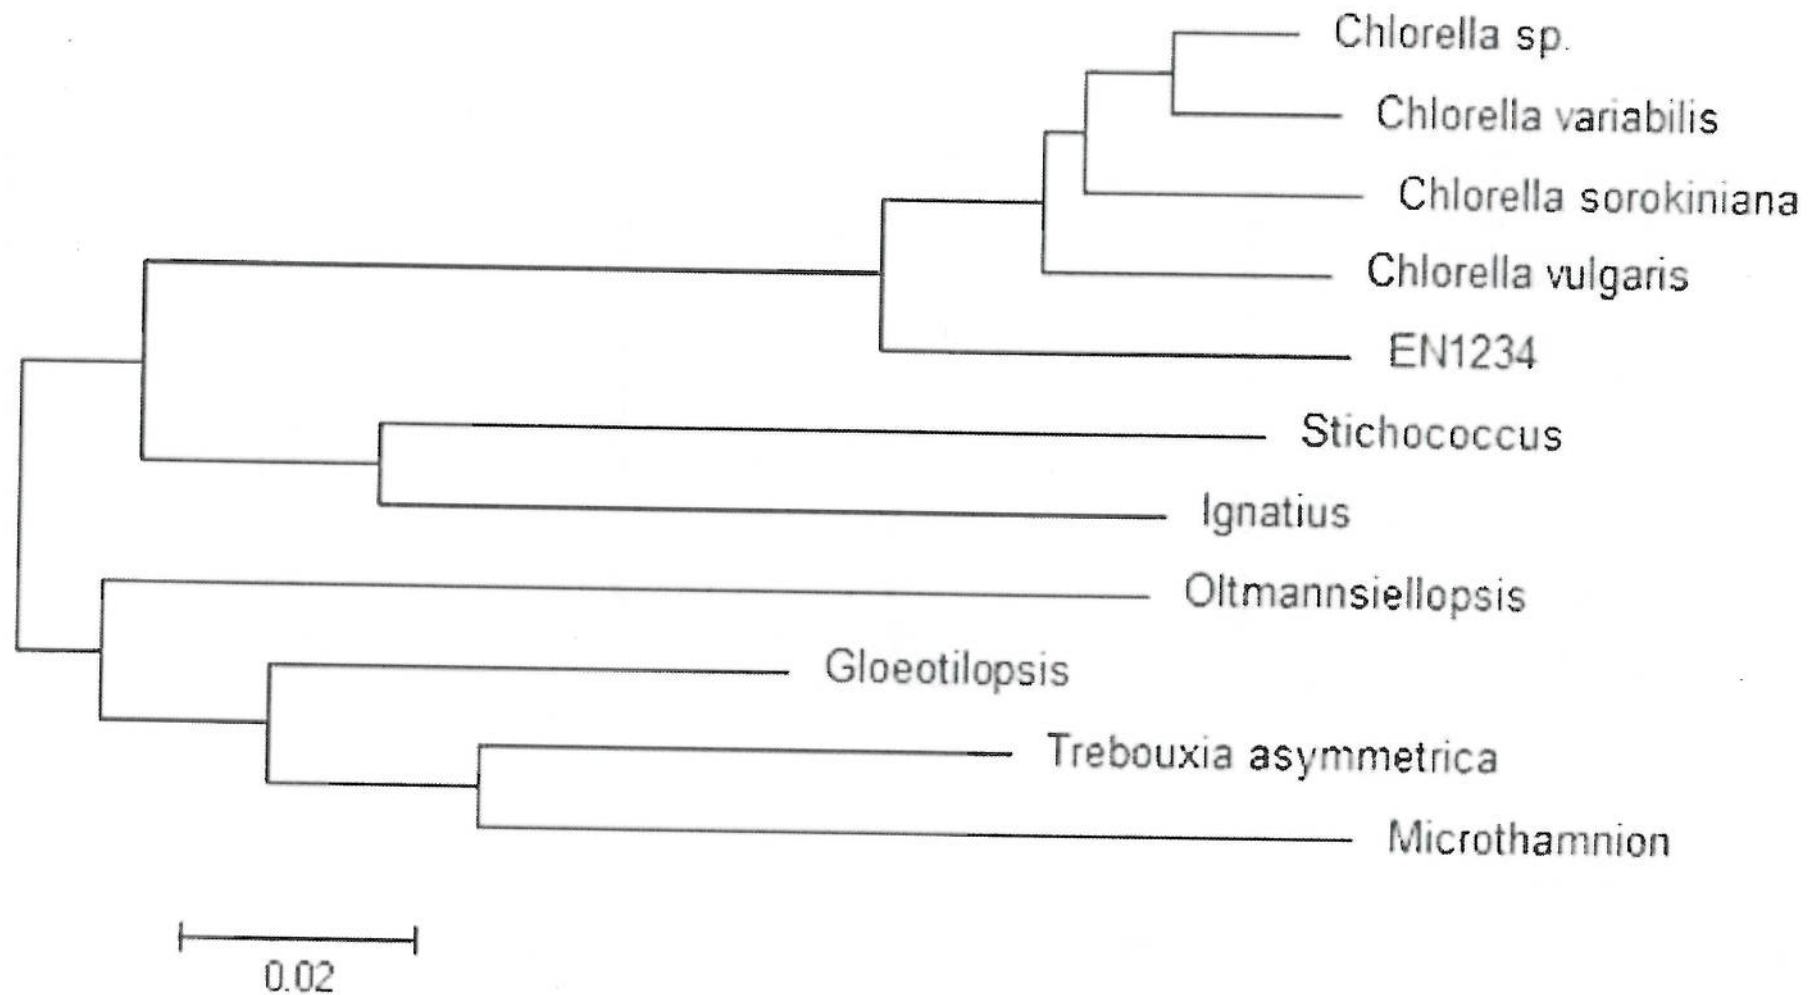 Chlorella sp.
Chlorella variabilis
Chlorella sorokiniana
Chlorella vulgaris
EN1234
Stichococcus
Ignatius
Oltmannsiellopsis
Gloeotilopsis
Trebouxia asymmetrica
Microthamnion
0.02